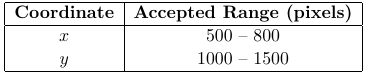 Coordinate Accepted Range (pixels)
x 500 – 800
y 1000 – 1500